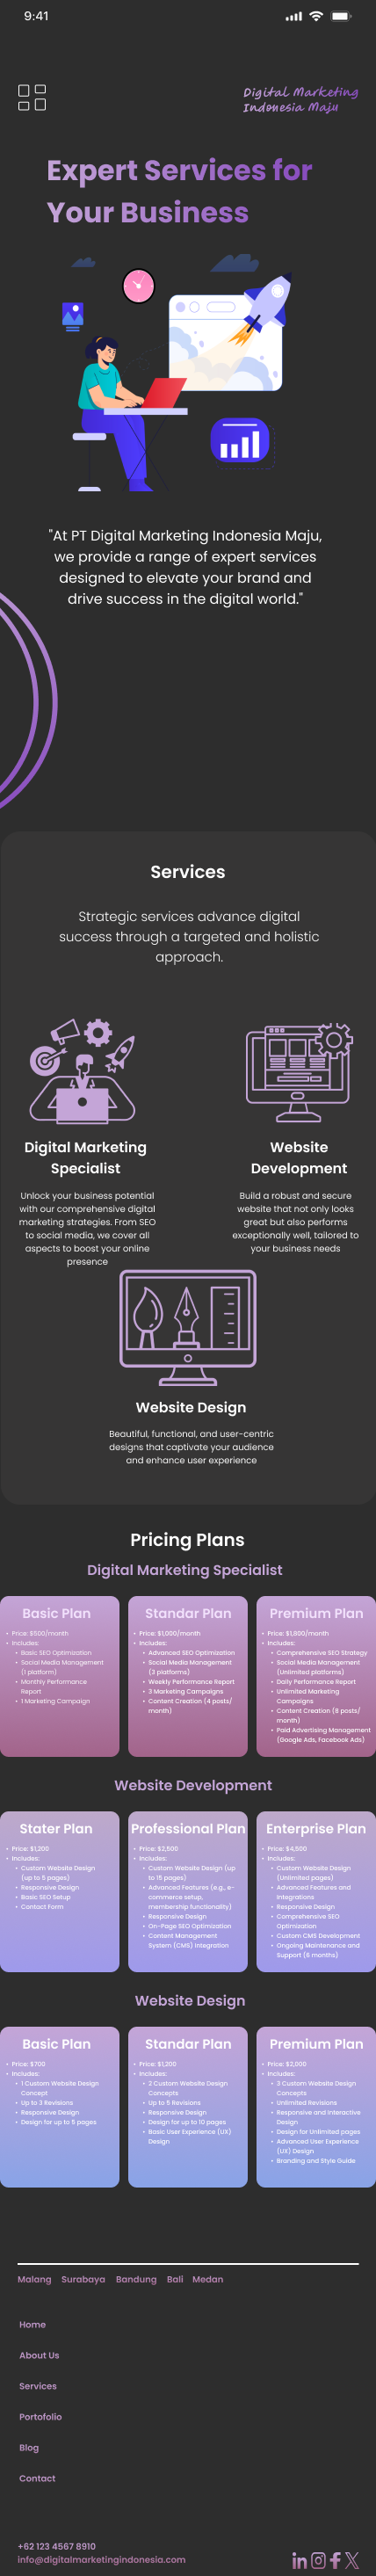 9:41
Digital Marketing
Indonesia Maju
Expert Services for
Your Business
"At PT Digital Marketing Indonesia Maju,
we provide a range of expert services
designed to elevate your brand and
drive success in the digital world."
Services
Strategic services advance digital
success through a targeted and holistic
approach.
Digital Marketing
Specialist
Unlock your business potential
with our comprehensive digital
marketing strategies. From SEO
to social media, we cover all
aspects to boost your online
presence
Website
Development
Build a robust and secure
website that not only looks
great but also performs
exceptionally well, tailored to
your business needs
Website Design
Beautiful, functional, and user-centric
designs that captivate your audience
and enhance user experience
Pricing Plans
Digital Marketing Specialist
Basic Plan
• Price: $500/month
• Includes:
• Basic SEO Optimization
• Social Media Management
(1 platform)
• Monthly Performance
Report
• 1 Marketing Campaign
Standar Plan
• Price: $1,000/month
• Includes:
• Advanced SEO Optimization
• Social Media Management
(3 platforms)
• Weekly Performance Report
• 3 Marketing Campaigns
• Content Creation (4 posts/
month)
Premium Plan
• Price: $1,800/month
• Includes:
• Comprehensive SEO Strategy
• Social Media Management
(Unlimited platforms)
• Daily Performance Report
• Unlimited Marketing
Campaigns
• Content Creation (8 posts/
month)
• Paid Advertising Management
(Google Ads, Facebook Ads)
Website Development
Stater Plan
• Price: $1,200
• Includes:
• Custom Website Design
(up to 5 pages)
• Responsive Design
• Basic SEO Setup
• Contact Form
Professional Plan
• Price: $2,500
• Includes:
• Custom Website Design (up
to 15 pages)
• Advanced Features (e.g., e-
commerce setup,
membership functionality)
• Responsive Design
• On-Page SEO Optimization
• Content Management
System (CMS) Integration
Enterprise Plan
• Price: $4,500
• Includes:
• Custom Website Design
(Unlimited pages)
• Advanced Features and
Integrations
• Responsive Design
• Comprehensive SEO
Optimization
• Custom CMS Development
• Ongoing Maintenance and
Support (6 months)
Website Design
Basic Plan
• Price: $700
• Includes:
• 1 Custom Website Design
Concept
• Up to 3 Revisions
• Responsive Design
• Design for up to 5 pages
Standar Plan
• Price: $1,200
• Includes:
• 2 Custom Website Design
Concepts
• Up to 5 Revisions
• Responsive Design
• Design for up to 10 pages
• Basic User Experience (UX)
Design
Premium Plan
• Price: $2,000
• Includes:
• 3 Custom Website Design
Concepts
• Unlimited Revisions
• Responsive and Interactive
Design
• Design for Unlimited pages
• Advanced User Experience
(UX) Design
• Branding and Style Guide
Malang Surabaya Bandung Bali Medan
Home
About Us
Services
Portofolio
Blog
Contact
+62 123 4567 8910
info@digitalmarketingindonesia.com